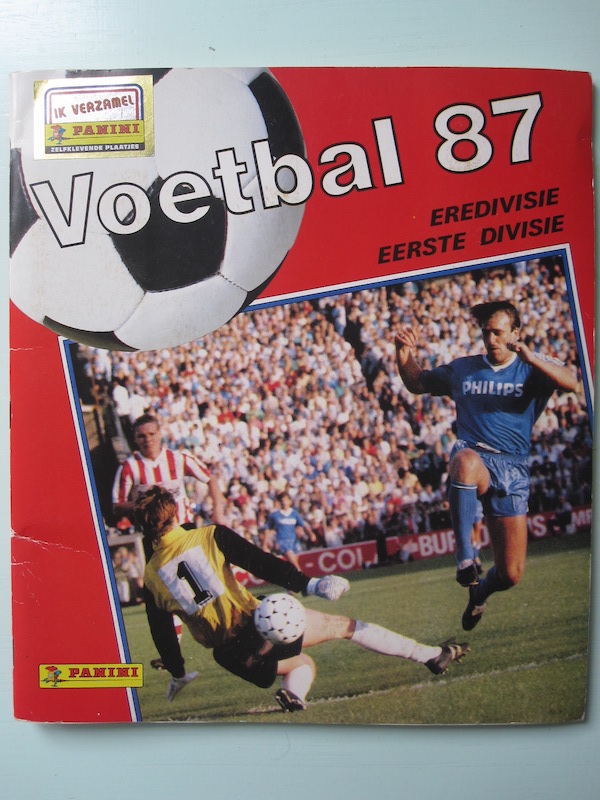 IK VERZAMEL
PANINI
ZELFKLEVENDE PLAATJES
Voetbal 87
EREDIVISIE
EERSTE DIVISIE
PHILIPS
1
PANINI